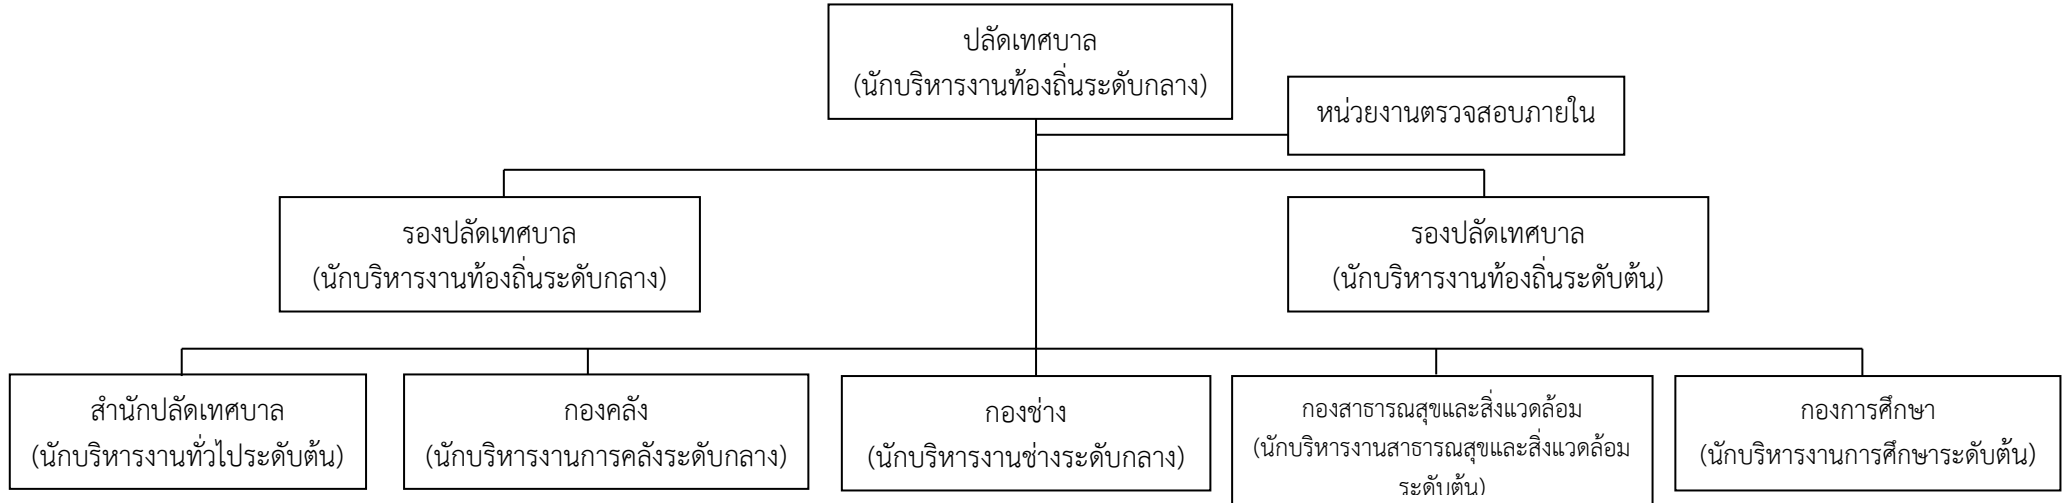 ปลัดเทศบาล
(นักบริหารงานท้องถิ่นระดับกลาง)
หน่วยงานตรวจสอบภายใน
รองปลัดเทศบาล
(นักบริหารงานท้องถิ่นระดับกลาง)
รองปลัดเทศบาล
(นักบริหารงานท้องถิ่นระดับต้น)
สำนักปลัดเทศบาล
(นักบริหารงานทั่วไประดับต้น)
กองคลัง
(นักบริหารงานการคลังระดับกลาง)
กองช่าง
(นักบริหารงานช่างระดับกลาง)
กองสาธารณสุขและสิ่งแวดล้อม
(นักบริหารงานสาธารณสุขและสิ่งแวดล้อม
ระดับต้น)
กองการศึกษา
(นักบริหารงานการศึกษาระดับต้น)